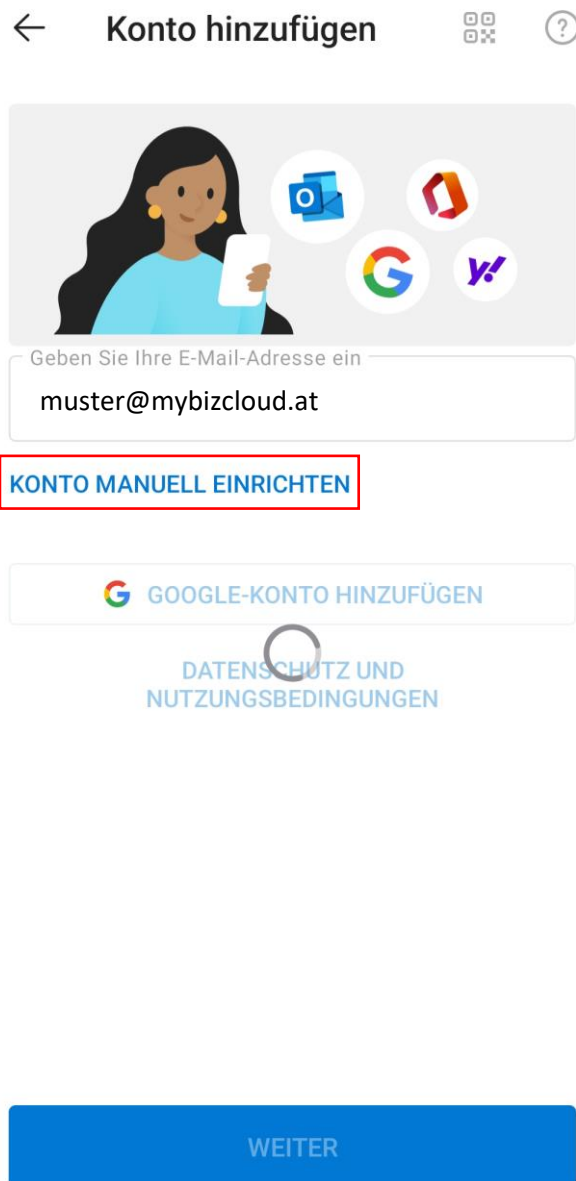 Konto hinzufügen
Geben Sie Ihre E-Mail-Adresse ein
muster@mybizcloud.at
KONTO MANUELL EINRICHTEN
GOOGLE-KONTO HINZUFÜGEN
DATENSCHUTZ UND
NUTZUNGSBEDINGUNGEN
WEITER